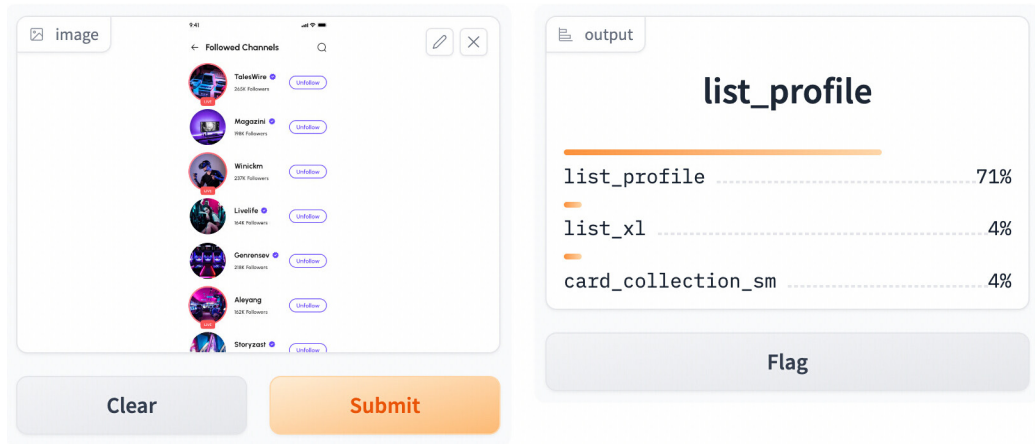 image
9:41
Followed Channels
TalesWire
265K Followers
Unfollow
LIVE
Magazini
198K Followers
Unfollow
Winickm
237K Followers
Unfollow
LIVE
Livelife
164K Followers
Unfollow
Genrensev
218K Followers
Unfollow
Aleyang
162K Followers
Unfollow
LIVE
Storyzast
Unfollow
Clear
Submit
output
list_profile
list_profile 71%
list_xl 4%
card_collection_sm 4%
Flag